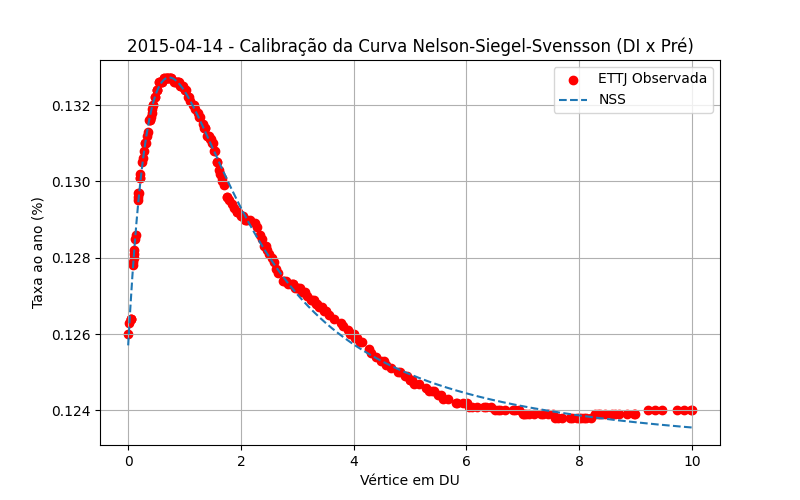 2015-04-14 - Calibração da Curva Nelson-Siegel-Svensson (DI x Pré)
ETTJ Observada
NSS
Taxa ao ano (%)
0.132
0.130
0.128
0.126
0.124
0
2
4
6
8
10
Vértice em DU